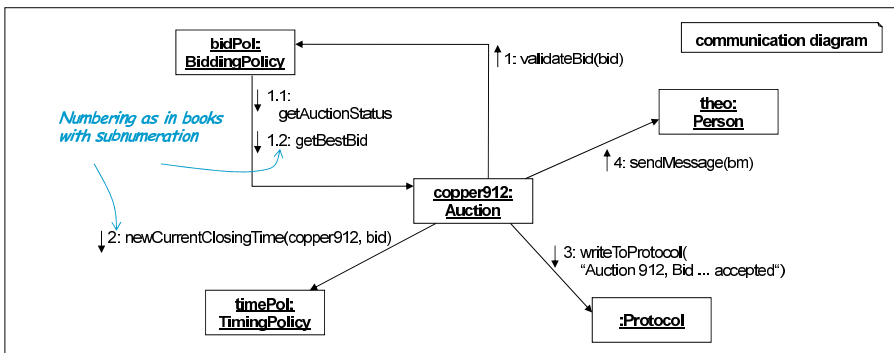 bidPol:
BiddingPolicy
1: validateBid(bid)
communication diagram
1.1:
getAuctionStatus
Numbering as in books
with subnumeration
1.2: getBestBid
theo:
Person
4: sendMessage(bm)
copper912:
Auction
2: newCurrentClosingTime(copper912, bid)
3: writeToProtocol(
“Auction 912, Bid ... accepted“)
timePol:
TimingPolicy
:Protocol